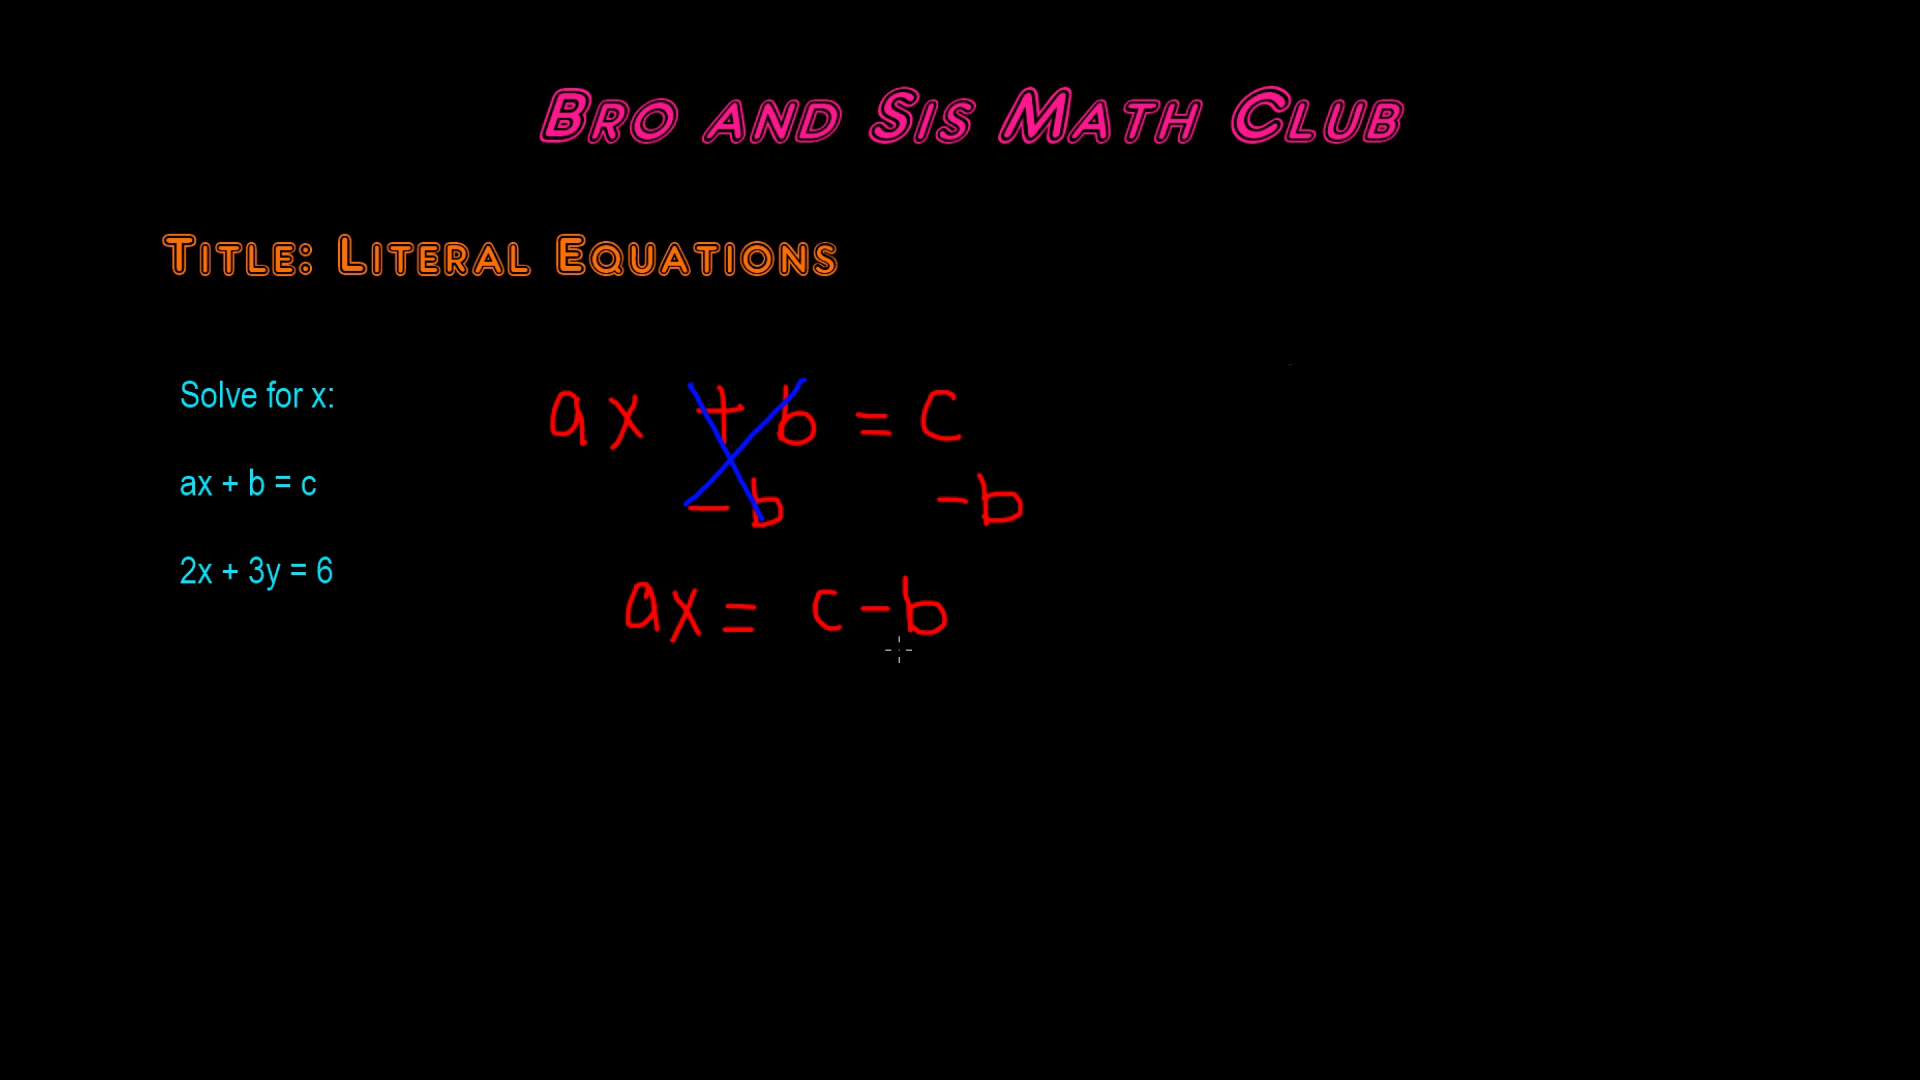 Bro and Sis Math Club
Title: Literal Equations
Solve for x:
ax + b = c
2x + 3y = 6
ax + b = c
- b -b
ax = c - b